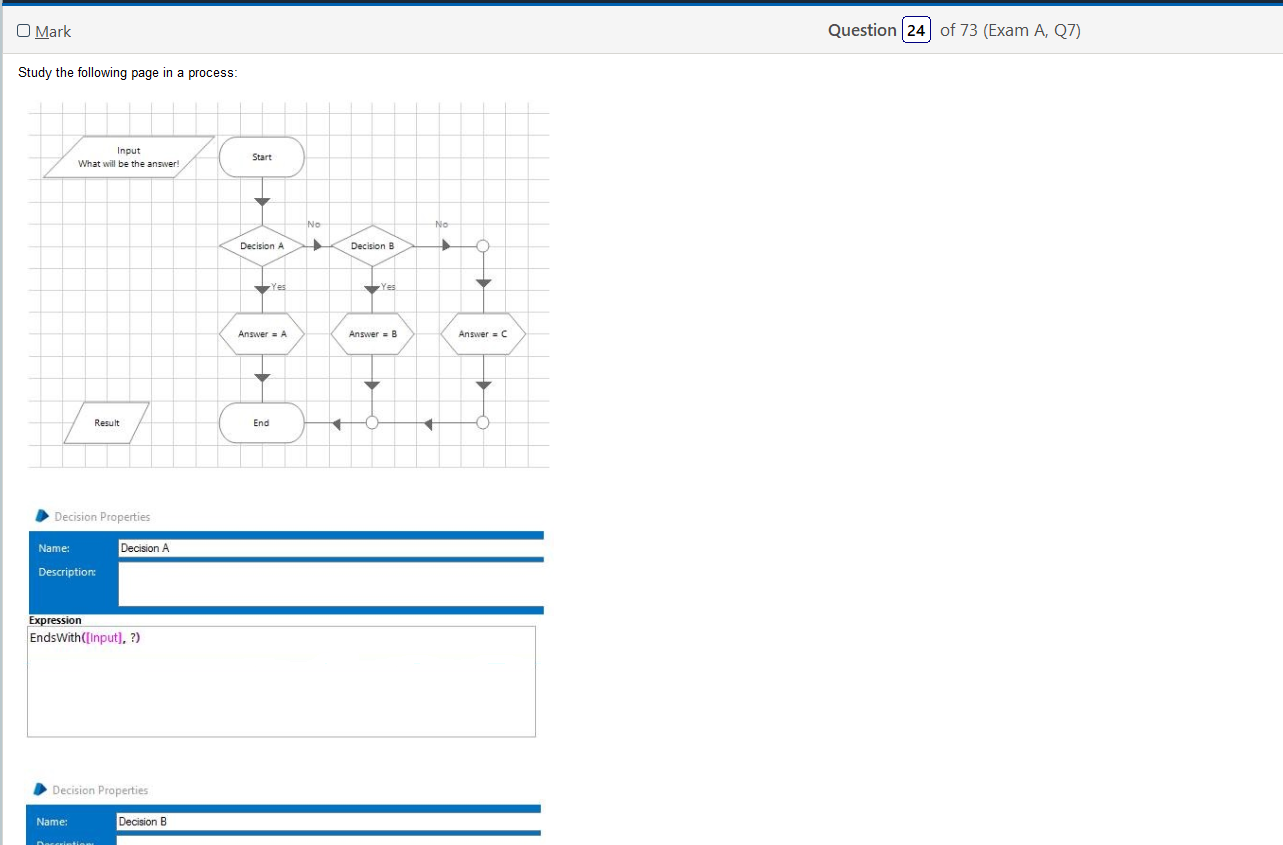 Mark
Question 24 of 73 (Exam A, Q7)
Study the following page in a process:
Input
What will be the answer!
Start
No
No
Decision A
Decision B
Yes
Yes
Answer = A
Answer = B
Answer = C
Result
End
Decision Properties
Name: Decision A
Description:
Expression
EndsWith([Input], ?)
Decision Properties
Name: Decision B
Description: